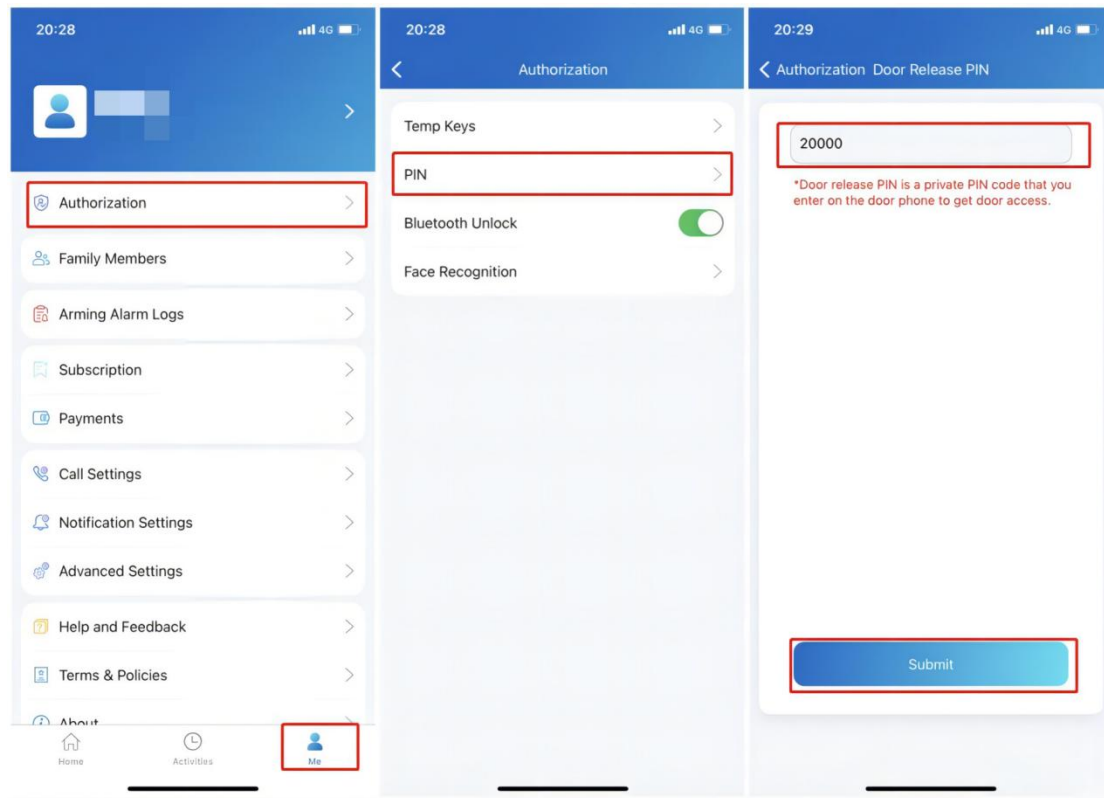 20:28
4G
Authorization
Family Members
Arming Alarm Logs
Subscription
Payments
Call Settings
Notification Settings
Advanced Settings
Help and Feedback
Terms & Policies
About
Home
Activities
Me
20:28
4G
Authorization
Temp Keys
PIN
Bluetooth Unlock
Face Recognition
20:29
4G
Authorization Door Release PIN
20000
*Door release PIN is a private PIN code that you
enter on the door phone to get door access.
Submit